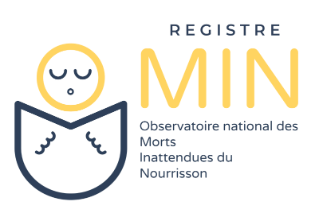 REGISTRE
MIN
Observatoire national des
Morts
Inattendues du
Nourrisson